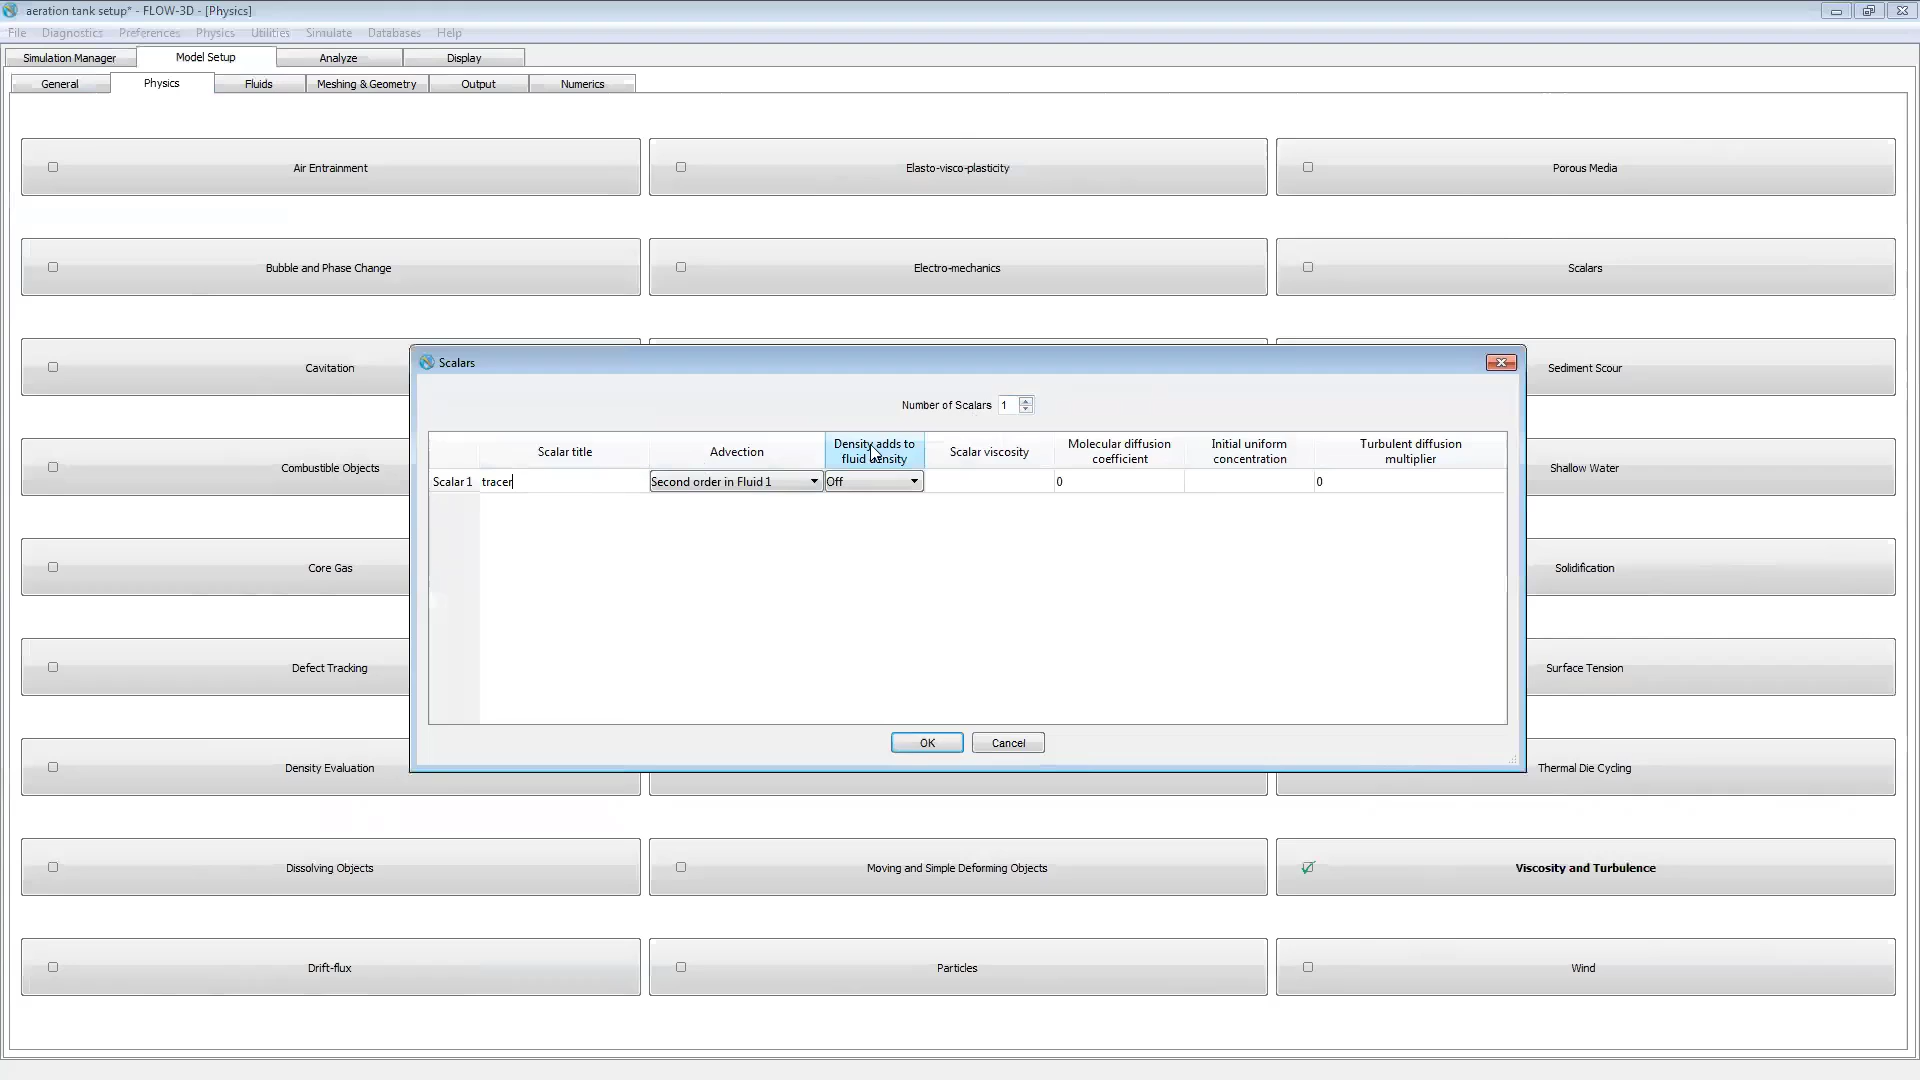 aeration tank setup* - FLOW-3D - [Physics]
File Diagnostics Preferences Physics Utilities Simulate Databases Help
Simulation Manager Model Setup Analyze Display
General Physics Fluids Meshing & Geometry Output Numerics
Air Entrainment Elasto-visco-plasticity Porous Media
Bubble and Phase Change Electro-mechanics Scalars
Cavitation Sediment Scour
Scalars
Number of Scalars 1
Scalar title
Advection
Density adds to
fluid density
Scalar viscosity
Molecular diffusion
coefficient
Initial uniform
concentration
Turbulent diffusion
multiplier
Scalar 1 tracer Second order in Fluid 1 Off 0 0
OK Cancel
Combustible Objects Shallow Water
Core Gas Solidification
Defect Tracking Surface Tension
Density Evaluation Thermal Die Cycling
Dissolving Objects Moving and Simple Deforming Objects Viscosity and Turbulence
Drift-flux Particles Wind